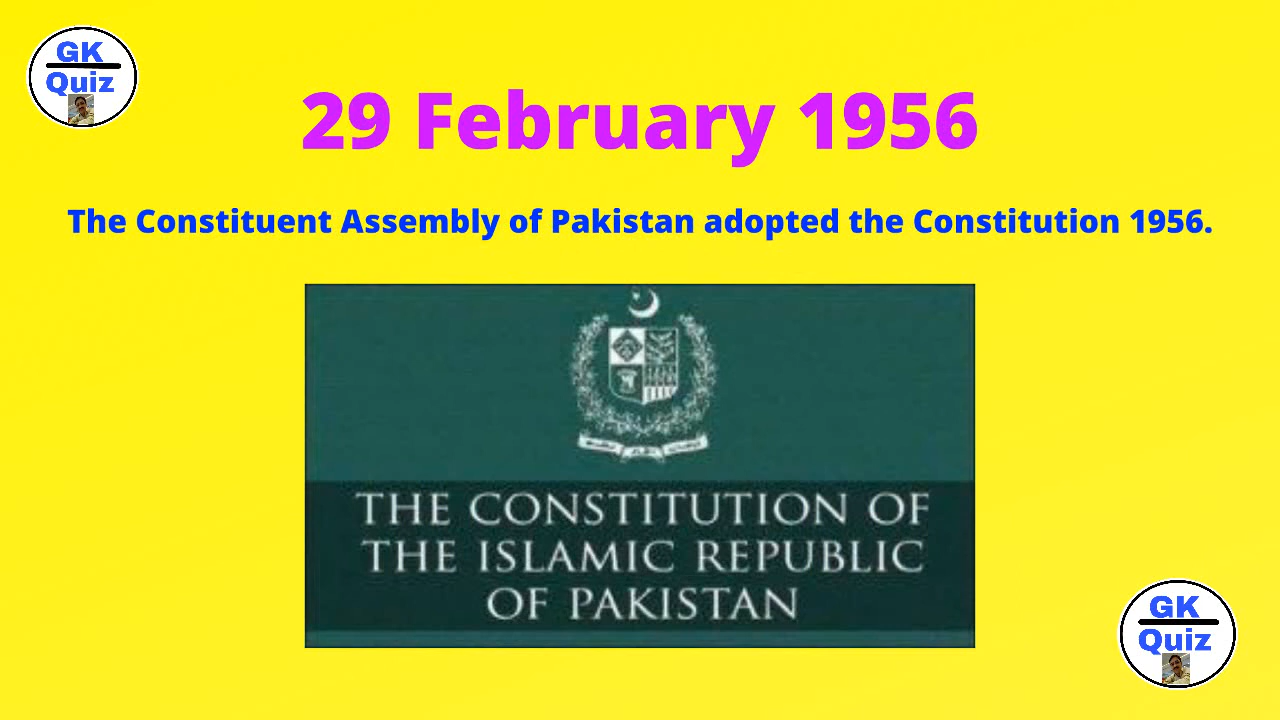 GK
Quiz
29 February 1956
The Constituent Assembly of Pakistan adopted the Constitution 1956.
THE CONSTITUTION OF
THE ISLAMIC REPUBLIC
OF PAKISTAN
GK
Quiz